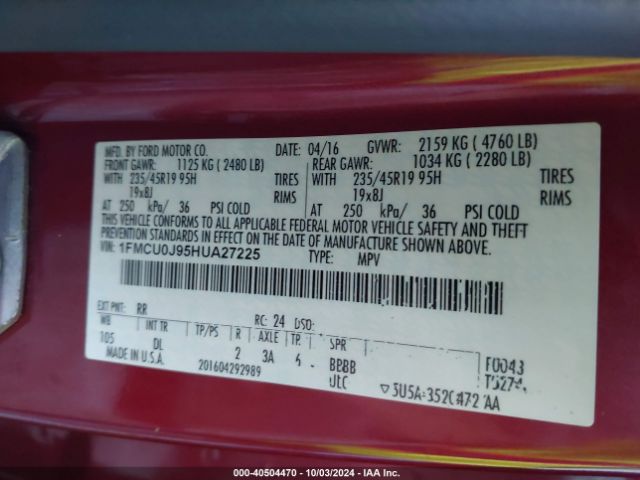 MFD. BY FORD MOTOR CO. DATE: 04/16 GVWR: 2159 KG ( 4760 LB)
FRONT GAWR: 1125 KG ( 2480 LB) REAR GAWR: 1034 KG ( 2280 LB)
WITH 235/45R19 95H TIRES WITH 235/45R19 95H TIRES
19x8J RIMS 19x8J RIMS
AT 250 kPa/ 36 PSI COLD AT 250 kPa/ 36 PSI COLD
THIS VEHICLE CONFORMS TO ALL APPLICABLE FEDERAL MOTOR VEHICLE SAFETY AND THEFT
PREVENTION STANDARDS IN EFFECT ON THE DATE OF MANUFACTURE SHOWN ABOVE.
VIN: 1FMCU0J95HUA27225 TYPE: MPV
EXT PNT: RR RC: 24 DSO:
WB INT TR TP/PS R AXLE TR SPR
105 DL 2 3A BBBB F0043
MADE IN U.S.A. 201604292989 UTC
000-40504470 - 10/03/2024 - IAA Inc.